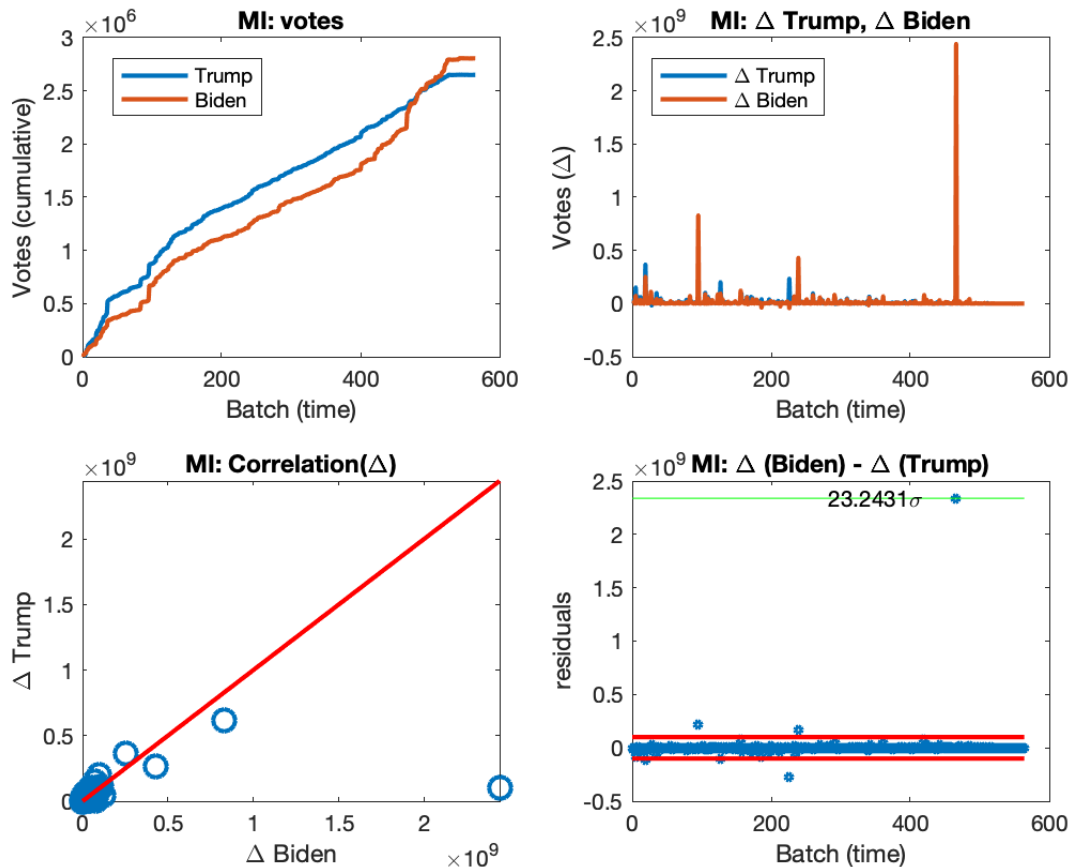 MI: votes
×10^6
3
2.5
2
1.5
1
0.5
0
Votes (cumulative)
Trump
Biden
0 200 400 600
Batch (time)
MI: Δ Trump, Δ Biden
×10^9
2.5
2
1.5
1
0.5
0
-0.5
Votes (Δ)
Δ Trump
Δ Biden
0 200 400 600
Batch (time)
MI: Correlation(Δ)
×10^9
2
1.5
1
0.5
0
Δ Trump
0 0.5 1 1.5 2
Δ Biden
×10^9
MI: Δ (Biden) - Δ (Trump)
×10^9
2.5
2
1.5
1
0.5
0
-0.5
residuals
23.2431σ
0 200 400 600
Batch (time)